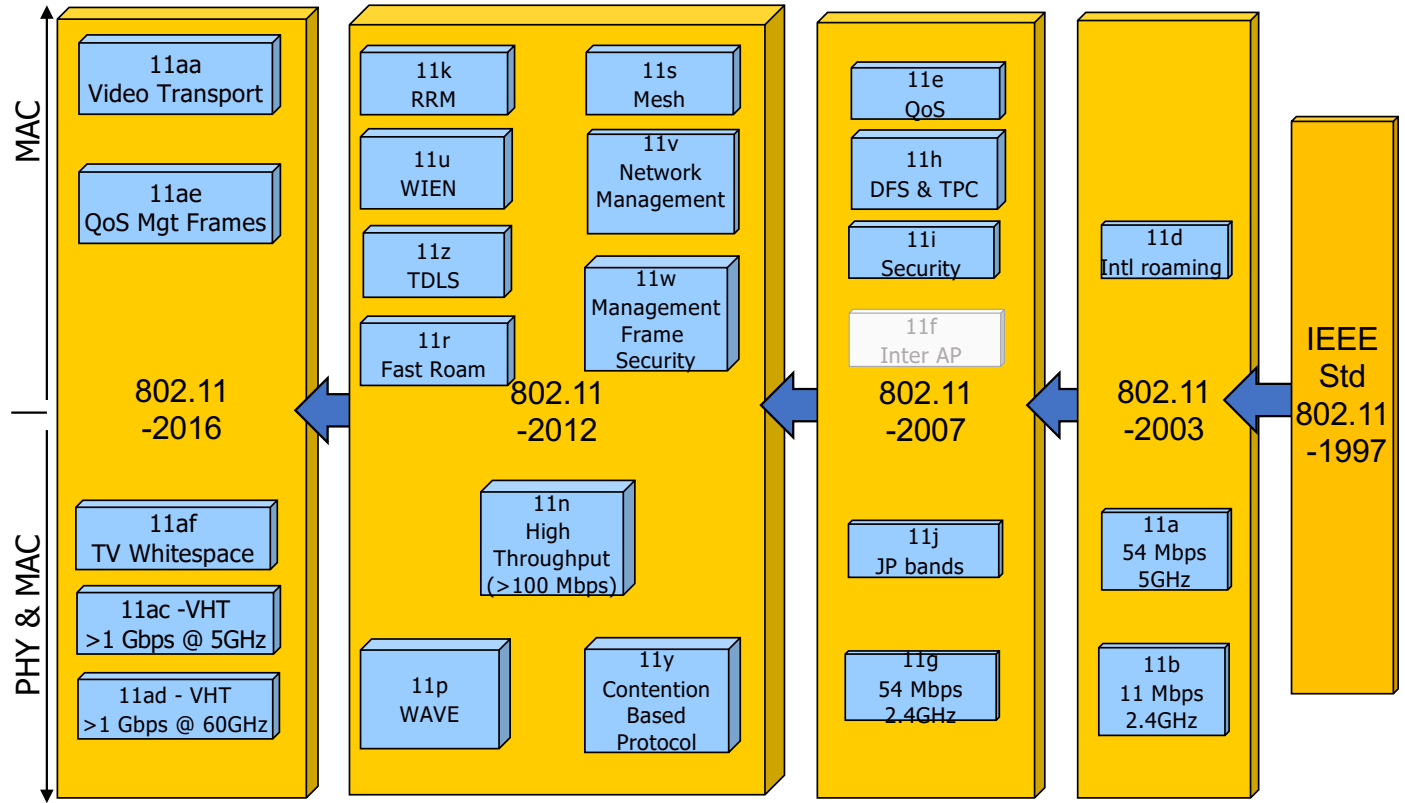 MAC
|
PHY & MAC
11aa
Video Transport
11ae
QoS Mgt Frames
802.11
-2016
11af
TV Whitespace
11ac -VHT
>1 Gbps @ 5GHz
11ad - VHT
>1 Gbps @ 60GHz
11k
RRM
11s
Mesh
11u
WIEN
11v
Network
Management
11z
TDLS
11w
Management
Frame
Security
11r
Fast Roam
802.11
-2012
11n
High
Throughput
(>100 Mbps)
11p
WAVE
11y
Contention
Based
Protocol
11e
QoS
11h
DFS & TPC
11i
Security
11f
Inter AP
802.11
-2007
11j
JP bands
11g
54 Mbps
2.4GHz
11d
Intl roaming
802.11
-2003
11a
54 Mbps
5GHz
11b
11 Mbps
2.4GHz
IEEE
Std
802.11
-1997